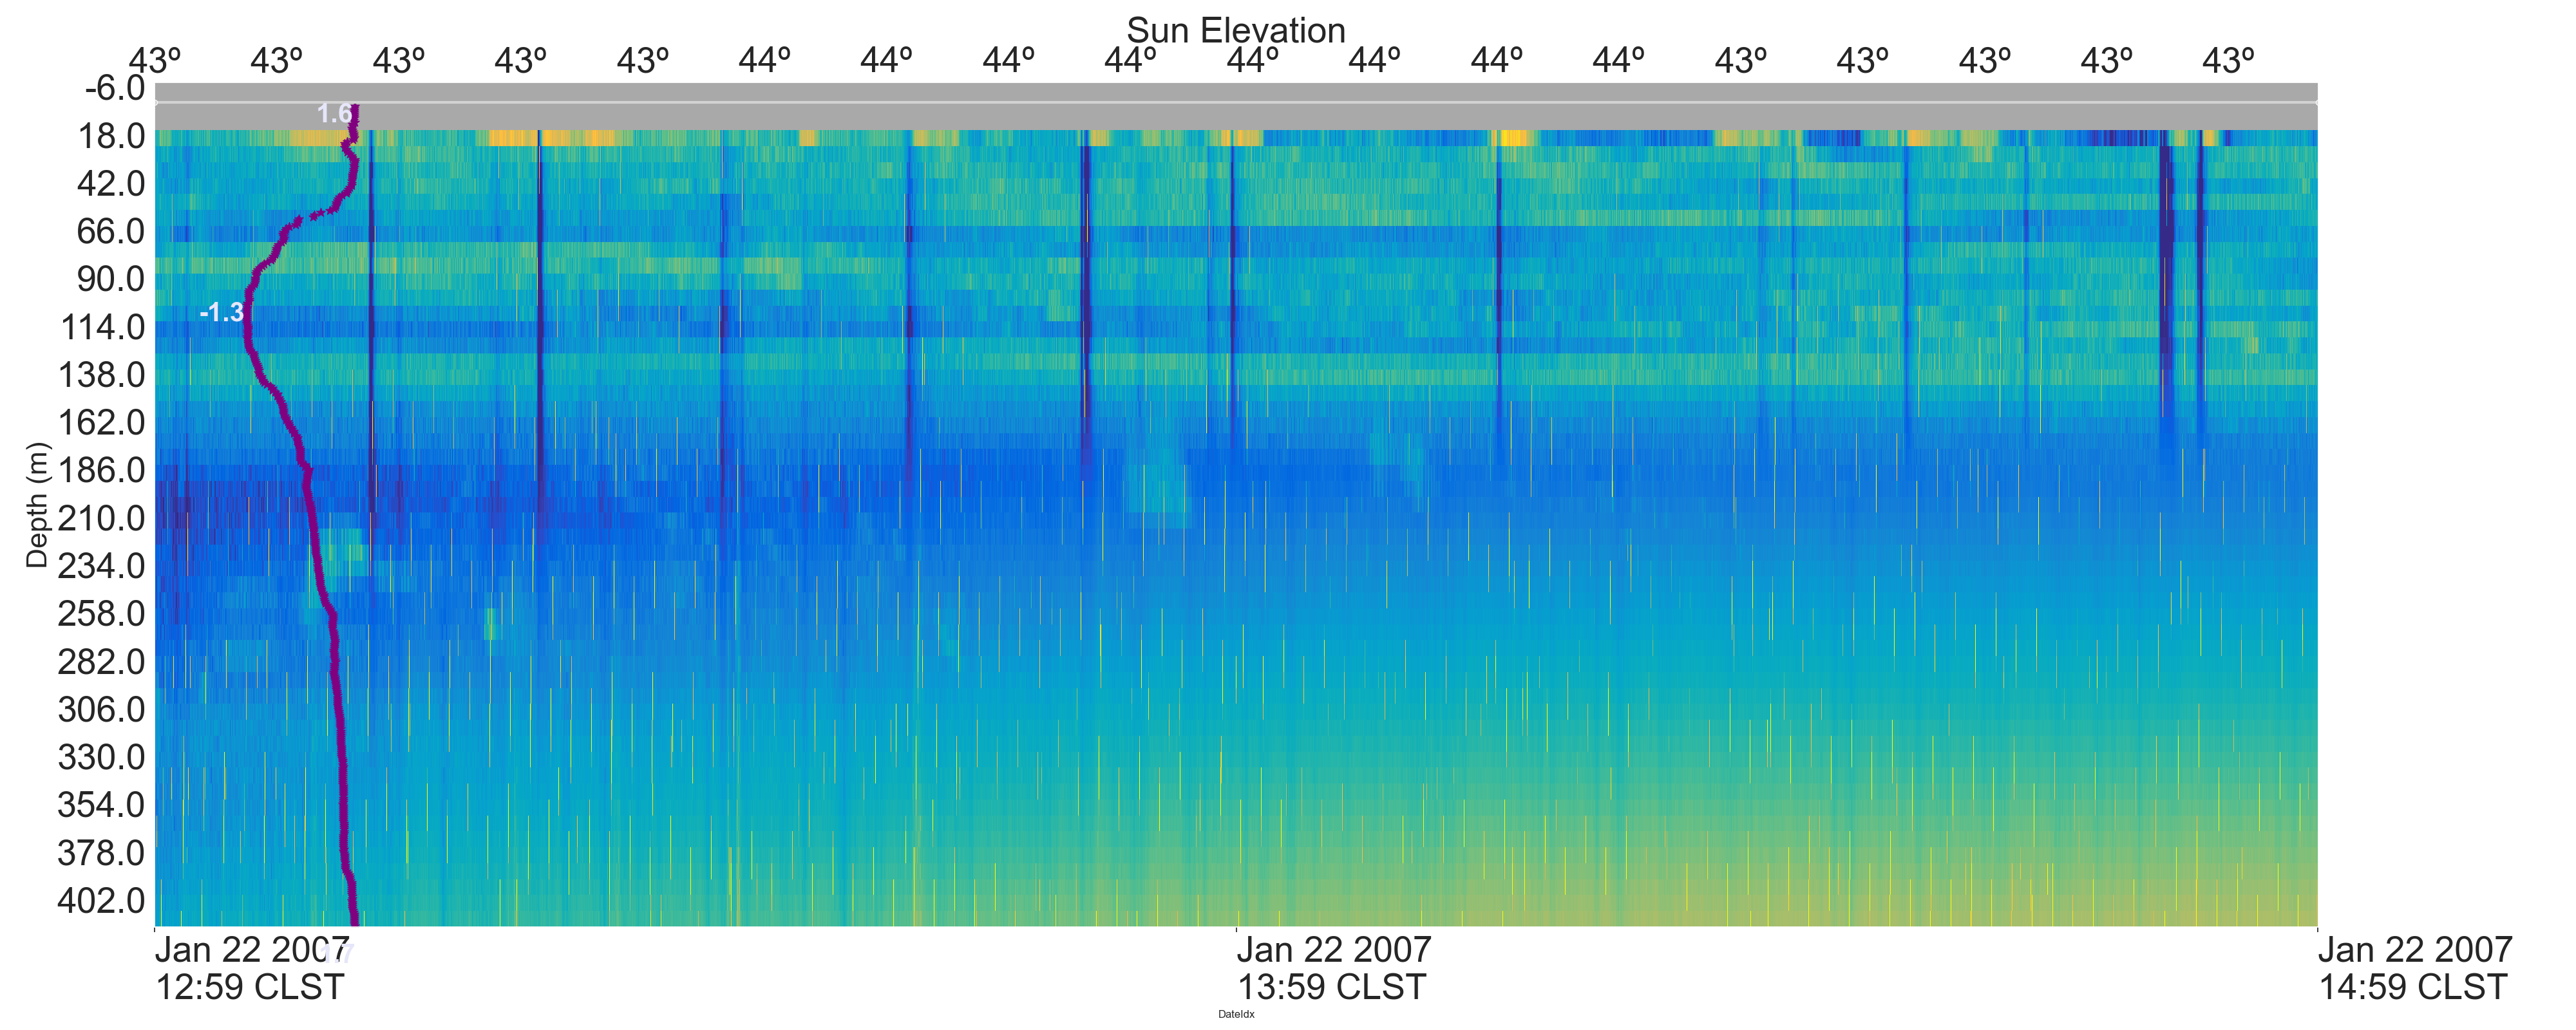 Sun Elevation
43º 43º 43º 43º 43º 44º 44º 44º 44º 44º 44º 44º 44º 43º 43º 43º 43º 43º
-6.0
1.6
18.0
42.0
66.0
90.0
-1.3
114.0
138.0
162.0
186.0
210.0
234.0
258.0
282.0
306.0
330.0
354.0
378.0
402.0
Depth (m)
1.7
Jan 22 2007
12:59 CLST
Jan 22 2007
13:59 CLST
Jan 22 2007
14:59 CLST
DateIdx